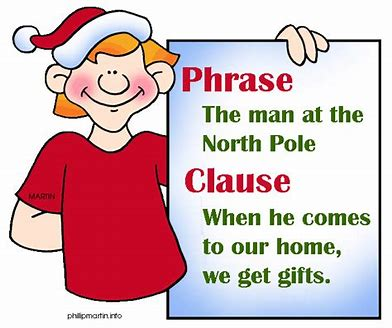 Phrase
The man at the
North Pole
Clause
When he comes
to our home,
we get gifts.
MARTIN
philipmartin.info